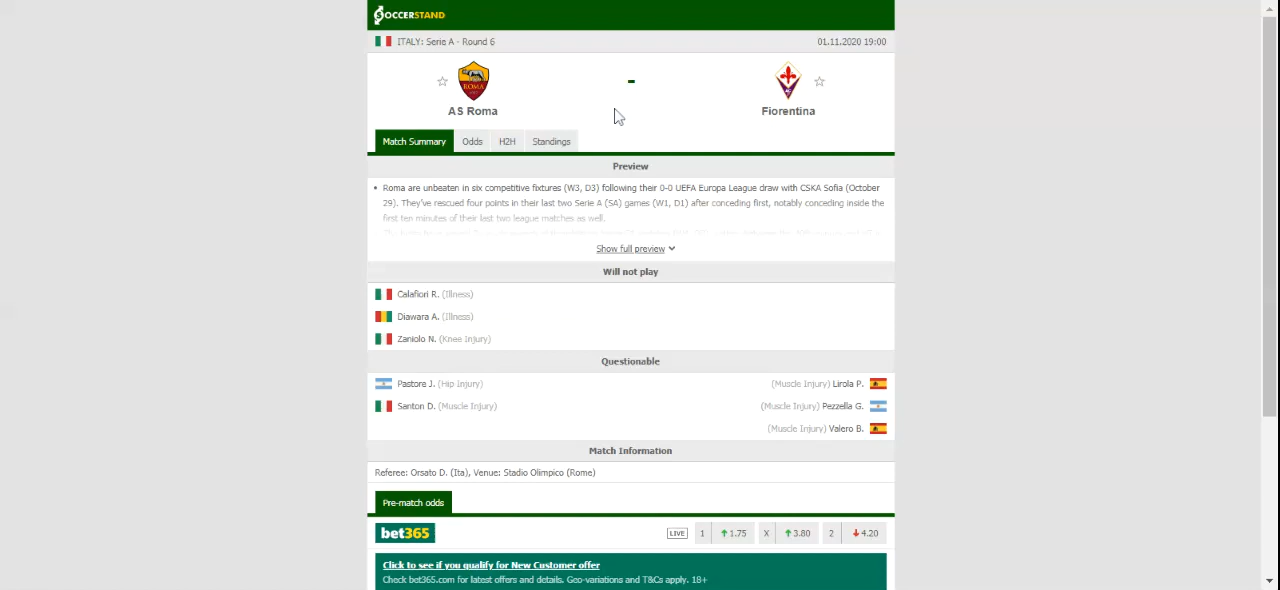 SOCCERSTAND
ITALY: Serie A - Round 6 01.11.2020 19:00
ROMA
-
AS Roma Fiorentina
Match Summary Odds H2H Standings
Preview
• Roma are unbeaten in six competitive fixtures (W3, D3) following their 0-0 UEFA Europa League draw with CSKA Sofia (October
29). They've rescued four points in their last two Serie A (SA) games (W1, D1) after conceding first, notably conceding inside the
first ten minutes of their last two league matches as well.
Show full preview
Will not play
Calafiori R. (Illness)
Diawara A. (Illness)
Zaniolo N. (Knee Injury)
Questionable
Pastore J. (Hip Injury) (Muscle Injury) Lirola P.
Santon D. (Muscle Injury) (Muscle Injury) Pezzella G.
(Muscle Injury) Valero B.
Match Information
Referee: Orsato D. (Ita), Venue: Stadio Olimpico (Rome)
Pre-match odds
bet365 LIVE 1 1.75 X 3.80 2 4.20
Click to see if you qualify for New Customer offer
Check bet365.com for latest offers and details. Geo-variations and T&Cs apply. 18+